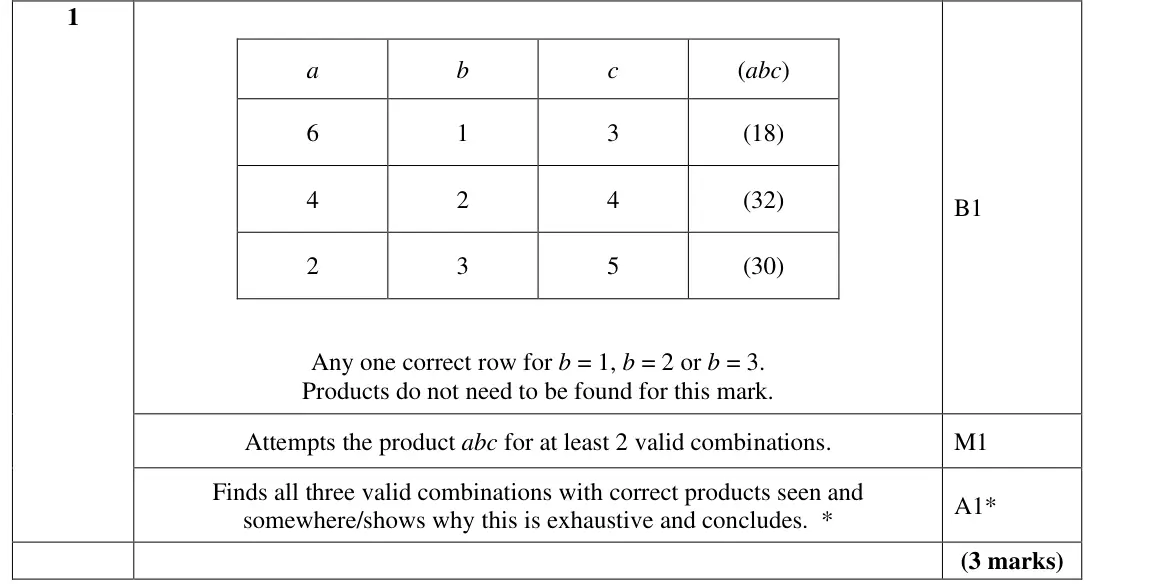 1
a b c (abc)
6 1 3 (18)
4 2 4 (32)
2 3 5 (30)
B1
Any one correct row for b = 1, b = 2 or b = 3.
Products do not need to be found for this mark.
Attempts the product abc for at least 2 valid combinations. M1
Finds all three valid combinations with correct products seen and
somewhere/shows why this is exhaustive and concludes. *
A1*
(3 marks)